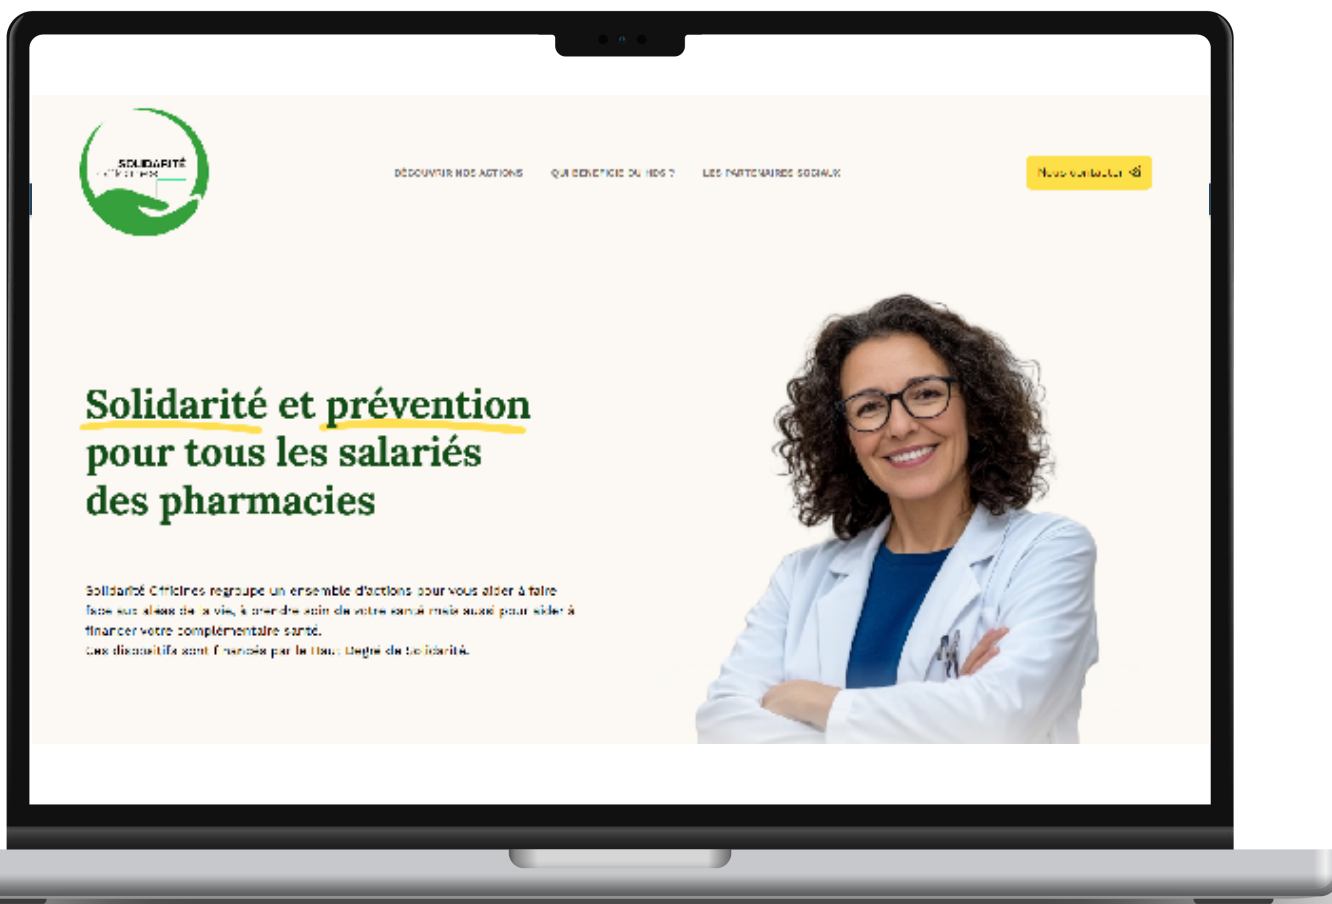 SOLIDARITÉ
DÉCOUVRIR NOS ACTIONS
QUI BENEFICIE DU HDS ?
LES PARTENAIRES SOCIAUX
Nous contacter
Solidarité et prévention
pour tous les salariés
des pharmacies
Solidarité Officines regroupe un ensemble d'actions pour vous aider à faire
face aux aléas de la vie, à prendre soin de votre santé mais aussi pour aider à
financer votre complémentaire santé.
Ces dispositifs sont financés par le Haut Degré de Solidarité.